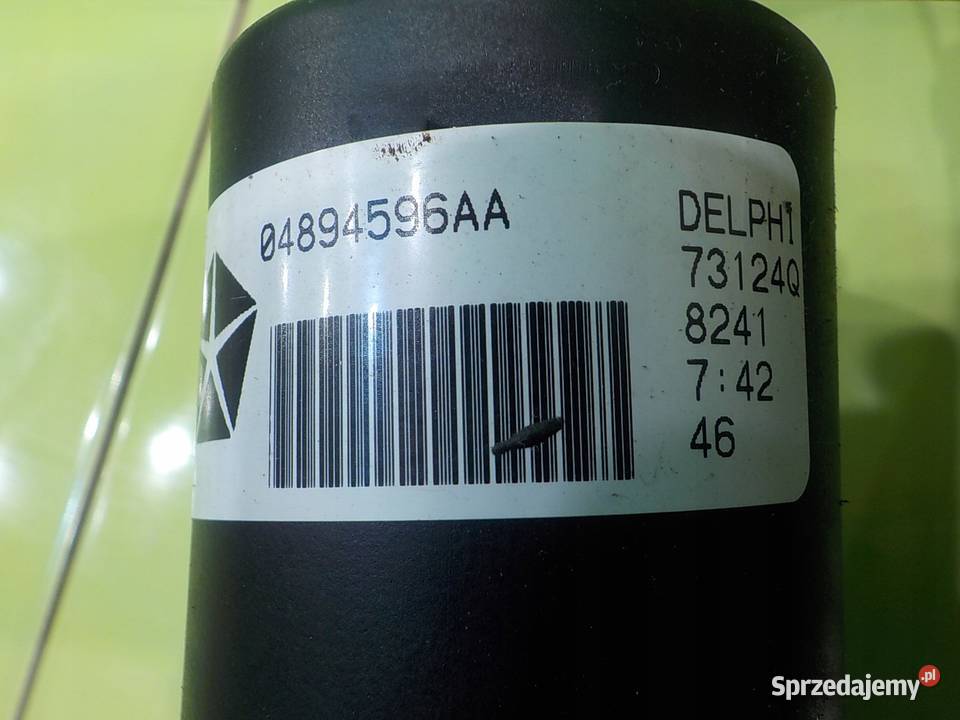 04894596AA
DELPHI
73124Q
8241
7:42
46
Sprzedajemy.pl